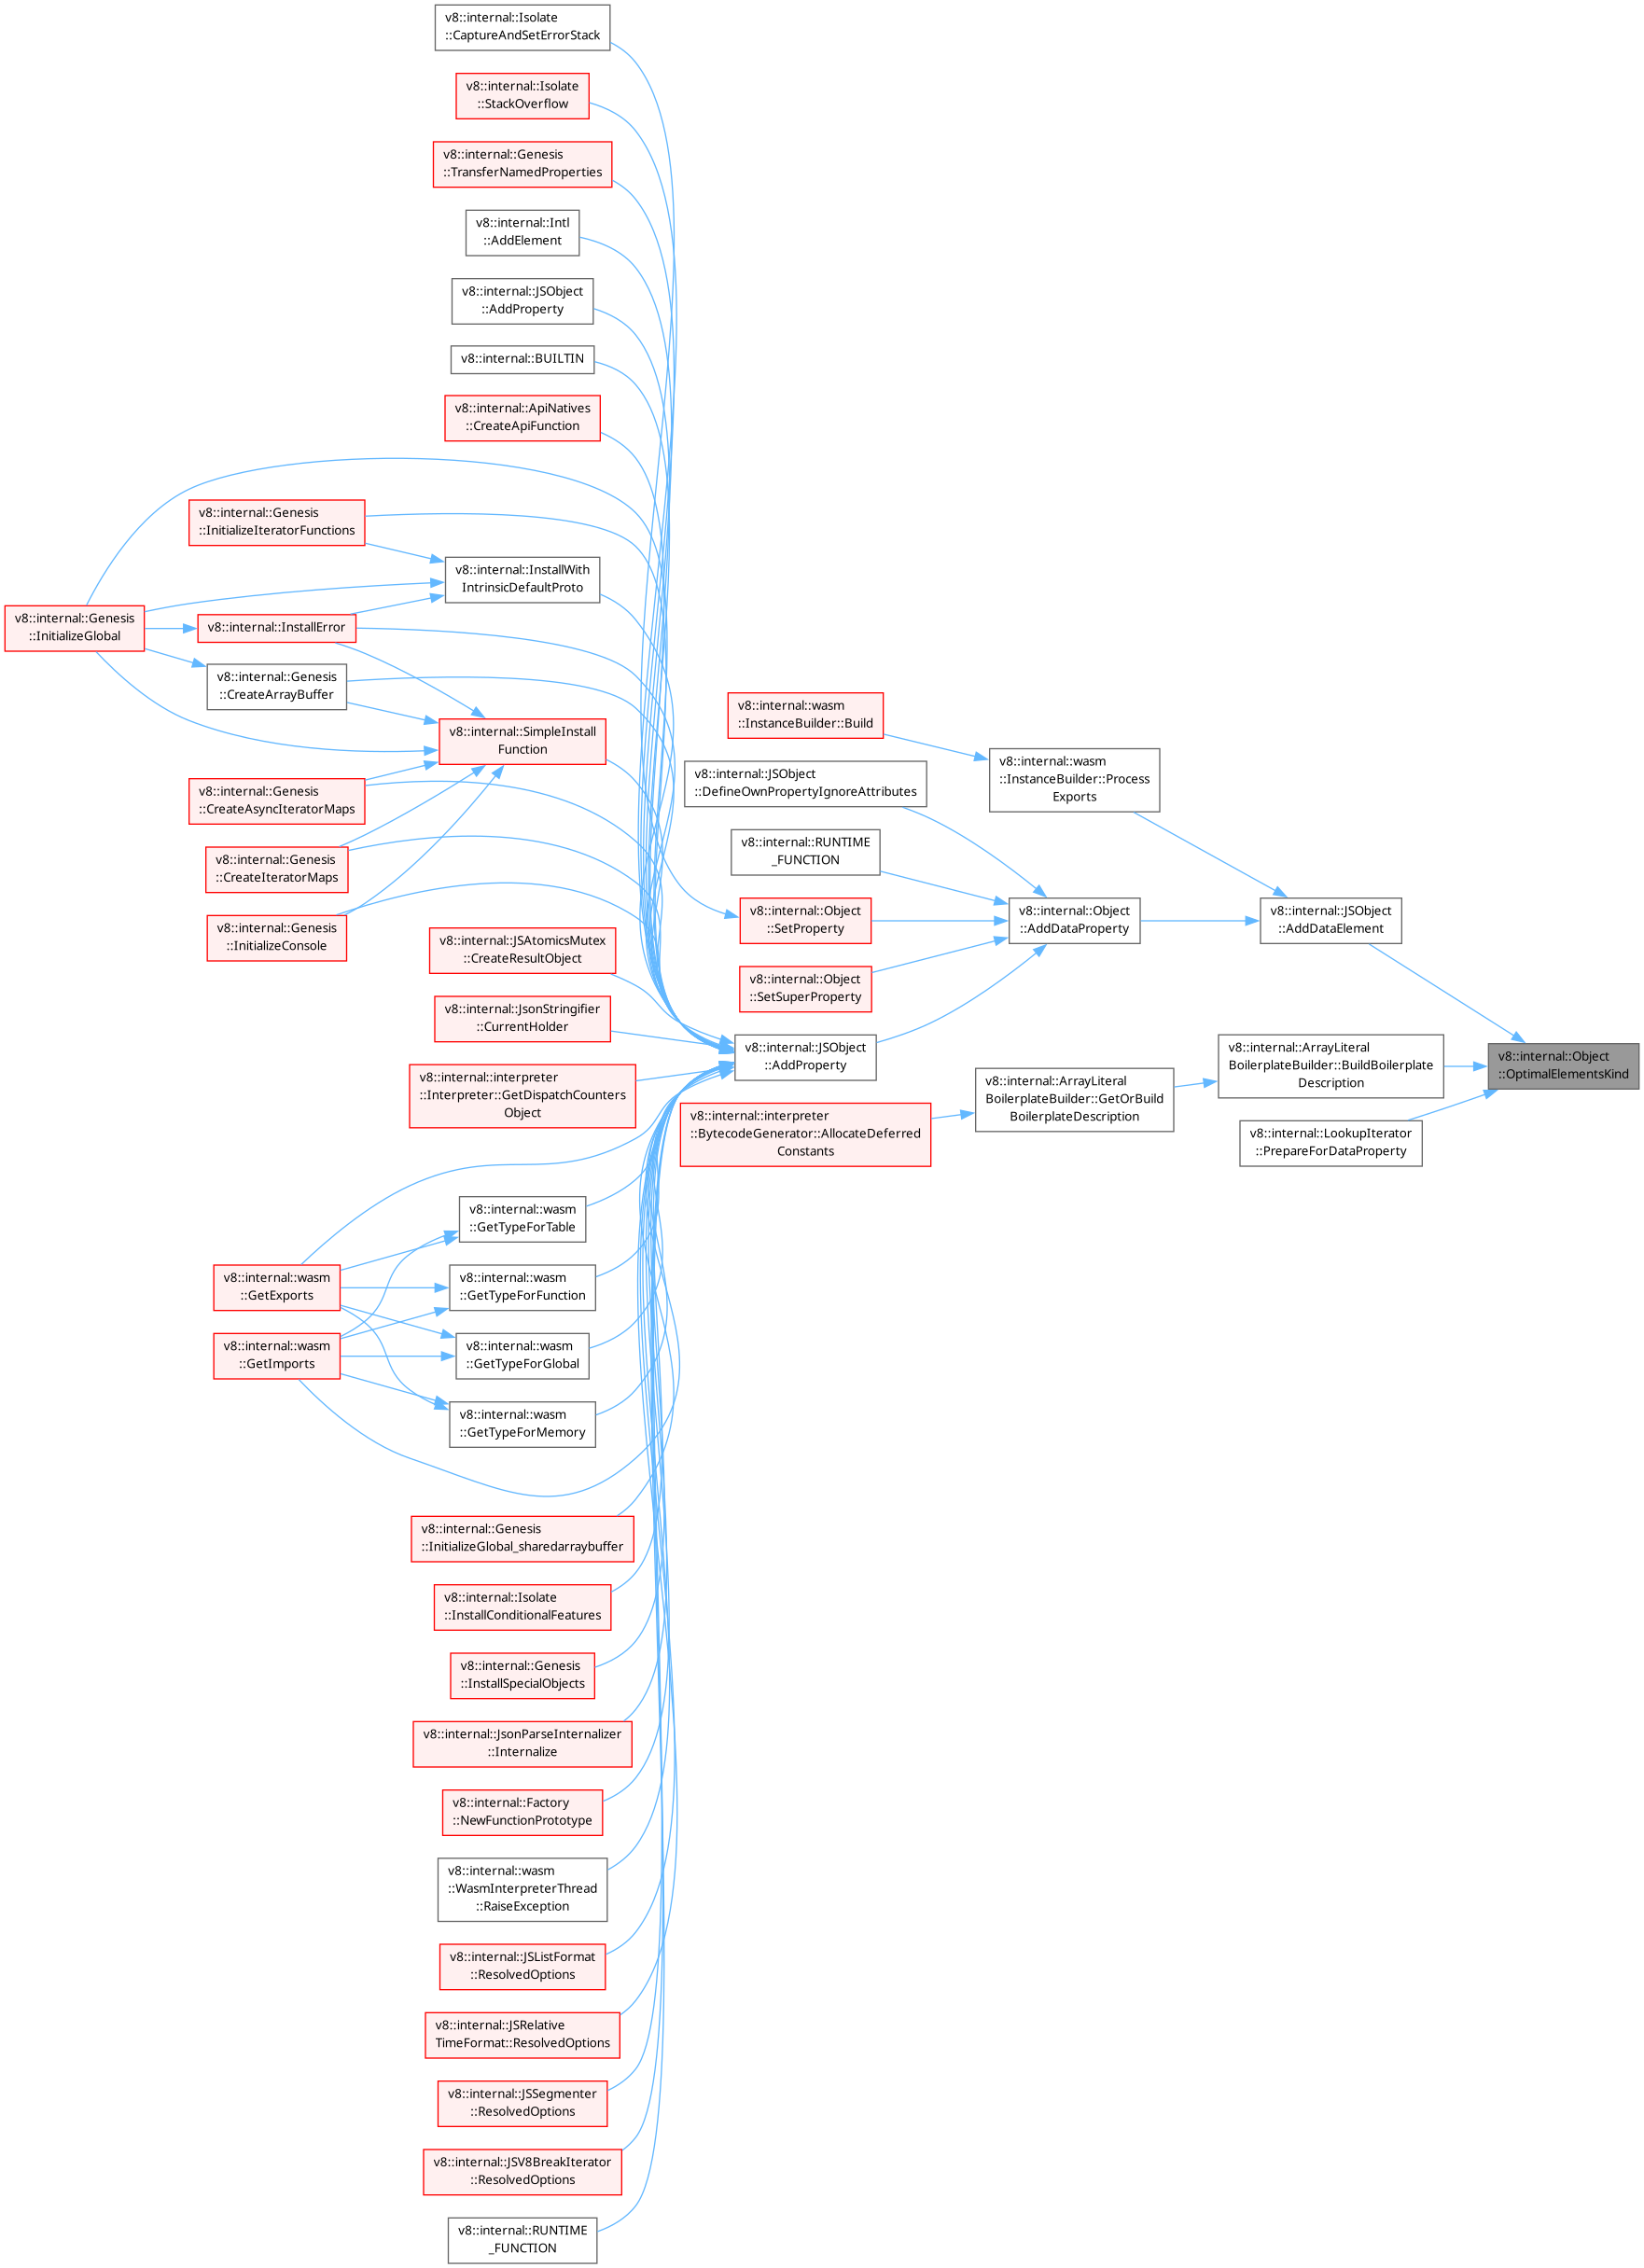 v8::internal::Isolate
::CaptureAndSetErrorStack
v8::internal::Isolate
::StackOverflow
v8::internal::Genesis
::TransferNamedProperties
v8::internal::Intl
::AddElement
v8::internal::JSObject
::AddProperty
v8::internal::BUILTIN
v8::internal::ApiNatives
::CreateApiFunction
v8::internal::Genesis
::InitializeIteratorFunctions
v8::internal::InstallWith
IntrinsicDefaultProto
v8::internal::Genesis
::InitializeGlobal
v8::internal::InstallError
v8::internal::Genesis
::CreateArrayBuffer
v8::internal::SimpleInstall
Function
v8::internal::Genesis
::CreateAsyncIteratorMaps
v8::internal::Genesis
::CreateIteratorMaps
v8::internal::Genesis
::InitializeConsole
v8::internal::wasm
::InstanceBuilder::Build
v8::internal::wasm
::InstanceBuilder::Process
Exports
v8::internal::JSObject
::DefineOwnPropertyIgnoreAttributes
v8::internal::RUNTIME
_FUNCTION
v8::internal::Object
::SetProperty
v8::internal::Object
::AddDataProperty
v8::internal::JSObject
::AddDataElement
v8::internal::Object
::SetSuperProperty
v8::internal::JSAtomicsMutex
::CreateResultObject
v8::internal::JsonStringifier
::CurrentHolder
v8::internal::JSObject
::AddProperty
v8::internal::ArrayLiteral
BoilerplateBuilder::BuildBoilerplate
Description
v8::internal::Object
::OptimalElementsKind
v8::internal::interpreter
::Interpreter::GetDispatchCounters
Object
v8::internal::ArrayLiteral
BoilerplateBuilder::GetOrBuild
BoilerplateDescription
v8::internal::interpreter
::BytecodeGenerator::AllocateDeferred
Constants
v8::internal::LookupIterator
::PrepareForDataProperty
v8::internal::wasm
::GetTypeForTable
v8::internal::wasm
::GetExports
v8::internal::wasm
::GetTypeForFunction
v8::internal::wasm
::GetImports
v8::internal::wasm
::GetTypeForGlobal
v8::internal::wasm
::GetTypeForMemory
v8::internal::Genesis
::InitializeGlobal_sharedarraybuffer
v8::internal::Isolate
::InstallConditionalFeatures
v8::internal::Genesis
::InstallSpecialObjects
v8::internal::JsonParseInternalizer
::Internalize
v8::internal::Factory
::NewFunctionPrototype
v8::internal::wasm
::WasmInterpreterThread
::RaiseException
v8::internal::JSListFormat
::ResolvedOptions
v8::internal::JSRelative
TimeFormat::ResolvedOptions
v8::internal::JSSegmenter
::ResolvedOptions
v8::internal::JSV8BreakIterator
::ResolvedOptions
v8::internal::RUNTIME
_FUNCTION